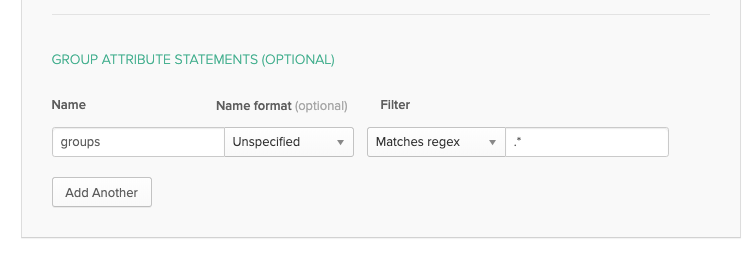 GROUP ATTRIBUTE STATEMENTS (OPTIONAL)
Name Name format (optional) Filter
groups Unspecified Matches regex .*
Add Another